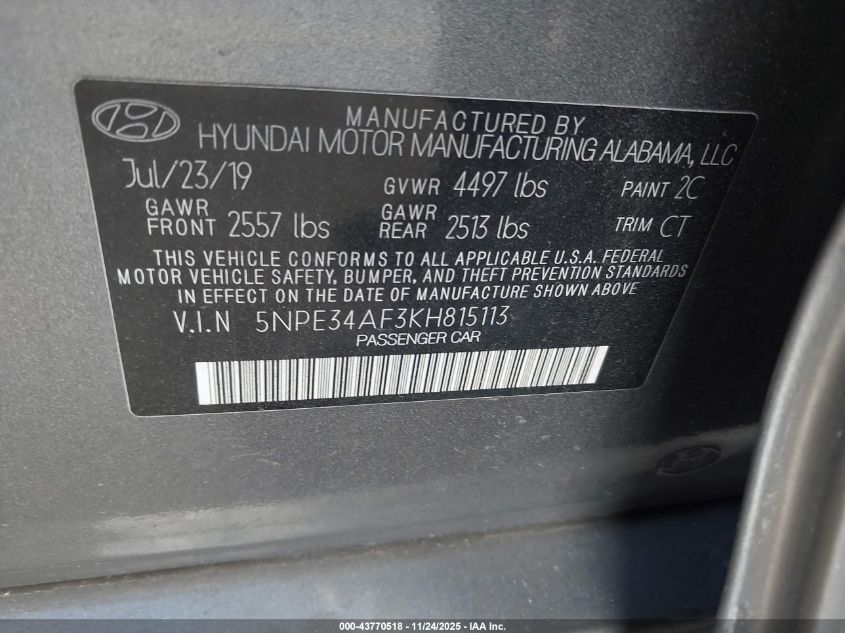 MANUFACTURED BY
HYUNDAI MOTOR MANUFACTURING ALABAMA, LLC
Jul/23/19 GVWR 4497 lbs PAINT 2C
GAWR FRONT 2557 lbs GAWR REAR 2513 lbs TRIM CT
THIS VEHICLE CONFORMS TO ALL APPLICABLE U.S.A. FEDERAL
MOTOR VEHICLE SAFETY, BUMPER, AND THEFT PREVENTION STANDARDS
IN EFFECT ON THE DATE OF MANUFACTURE SHOWN ABOVE
V.I.N 5NPE34AF3KH815113
PASSENGER CAR
000-43770518 - 11/24/2025 - IAA Inc.